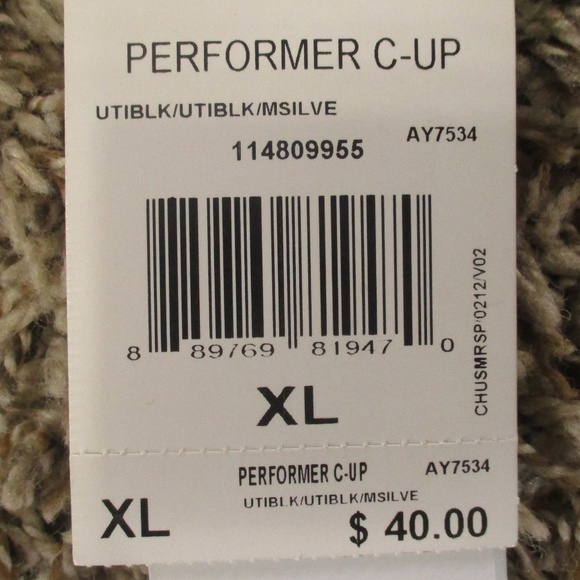 PERFORMER C-UP
UTIBLK/UTIBLK/MSILVE
AY7534
114809955
8 89769 81947 0
CHUSMRSP/0212/V02
XL
PERFORMER C-UP AY7534
UTIBLK/UTIBLK/MSILVE
XL $ 40.00